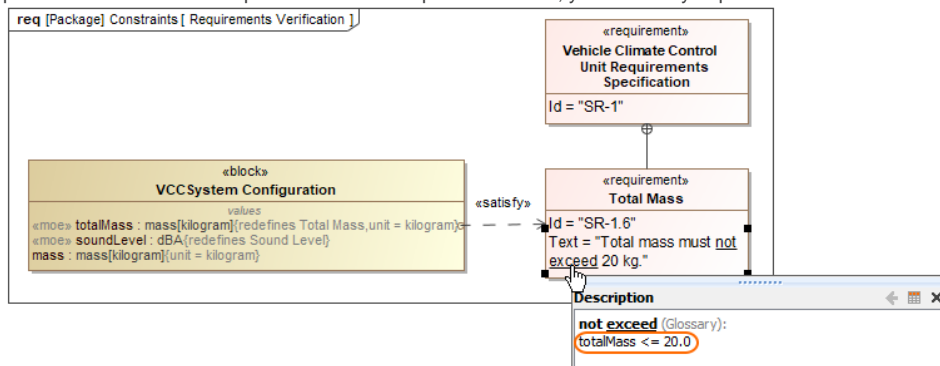 req [Package] Constraints [ Requirements Verification ]
«requirement»
Vehicle Climate Control
Unit Requirements
Specification
Id = "SR-1"
«block»
VCCSystem Configuration
values
«moe» totalMass : mass[kilogram]{redefines Total Mass,unit = kilogram}
«moe» soundLevel : dBA{redefines Sound Level}
mass : mass[kilogram]{unit = kilogram}
«satisfy»
«requirement»
Total Mass
Id = "SR-1.6"
Text = "Total mass must not
exceed 20 kg."
Description
not exceed (Glossary):
totalMass <= 20.0